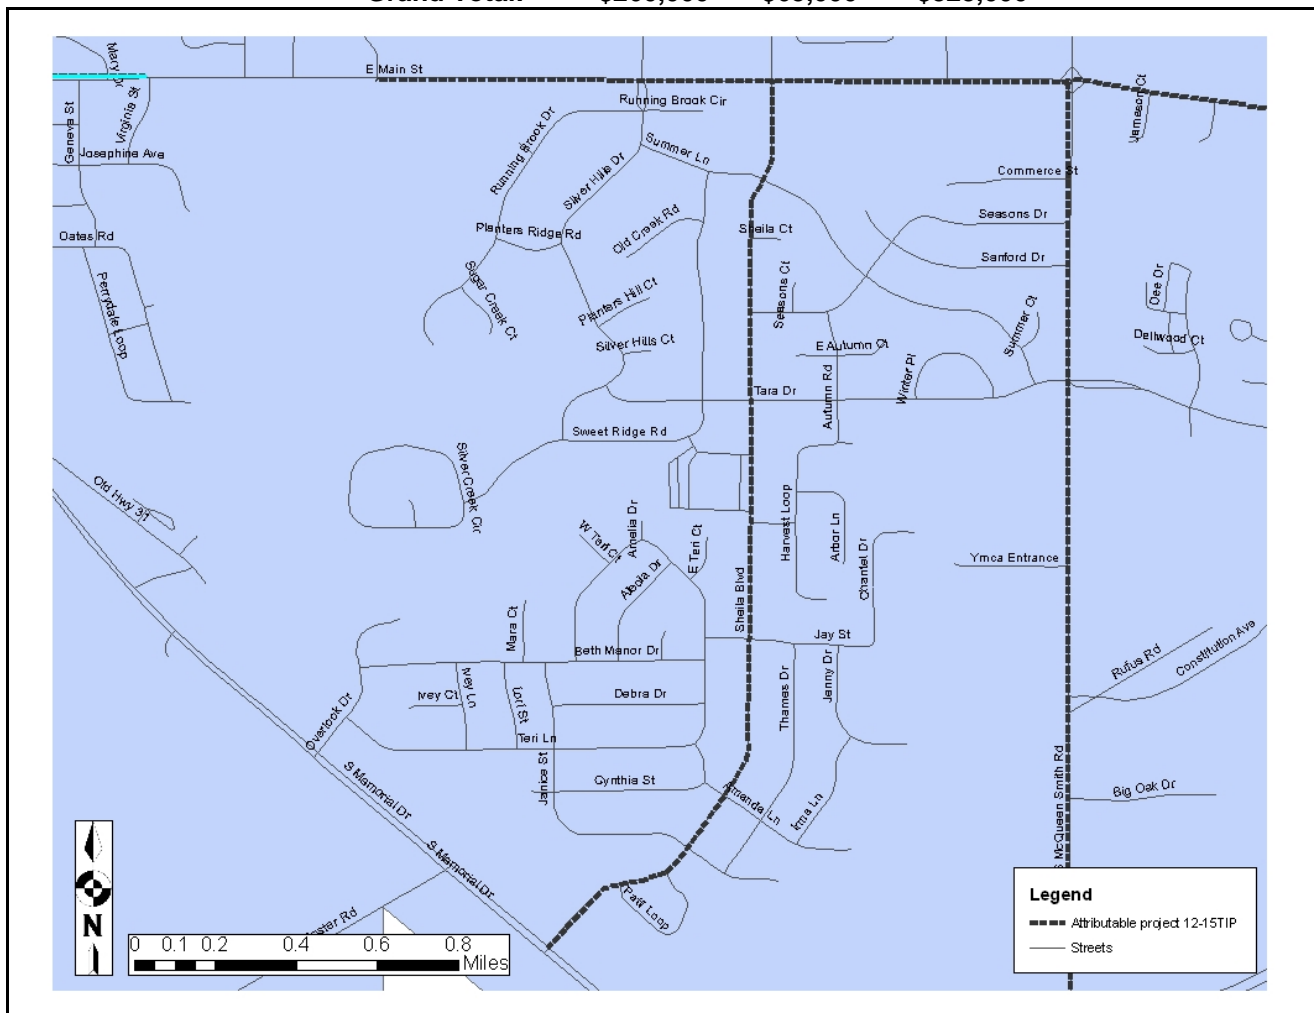 E Main St
Mary Dr
Virginia St
Geneva St
Josephine Ave
Oates Rd
Perrydale Loop
Running Brook Cir
Running Brook Dr
Summer Ln
Silver Hills Dr
Planters Ridge Rd
Old Creek Rd
Sugar Creek Ct
Planters Hill Ct
Silver Hills Ct
Sheila Ct
Seasons Ct
E Autumn Ct
Tara Dr
Autumn Rd
Winter Pl
Summer Ct
Commerce St
Seasons Dr
Sanford Dr
Jameson Ct
Dee Dr
Dellwood Ct
Sweet Ridge Rd
Silver Creek Cir
Old Hwy 31
W Teri Ct
Amelia Dr
E Teri Ct
Alecia Dr
Harvest Loop
Arbor Ln
Chantel Dr
Ymca Entrance
Sheila Blvd
Mara Ct
Beth Manor Dr
Jay St
Rufus Rd
Constitution Ave
Ivey Ct
Ivey Ln
Lori St
Debra Dr
Thames Dr
Jenny Dr
Overlook Dr
Teri Ln
Janice St
Cynthia St
Amanda Ln
Irma Ln
S McQueen Smith Rd
Big Oak Dr
S Memorial Dr
S Memorial Dr
Patt Loop
N
0 0.1 0.2 0.4 0.6 0.8
Miles
Legend
Attributable project 12-15TIP
Streets